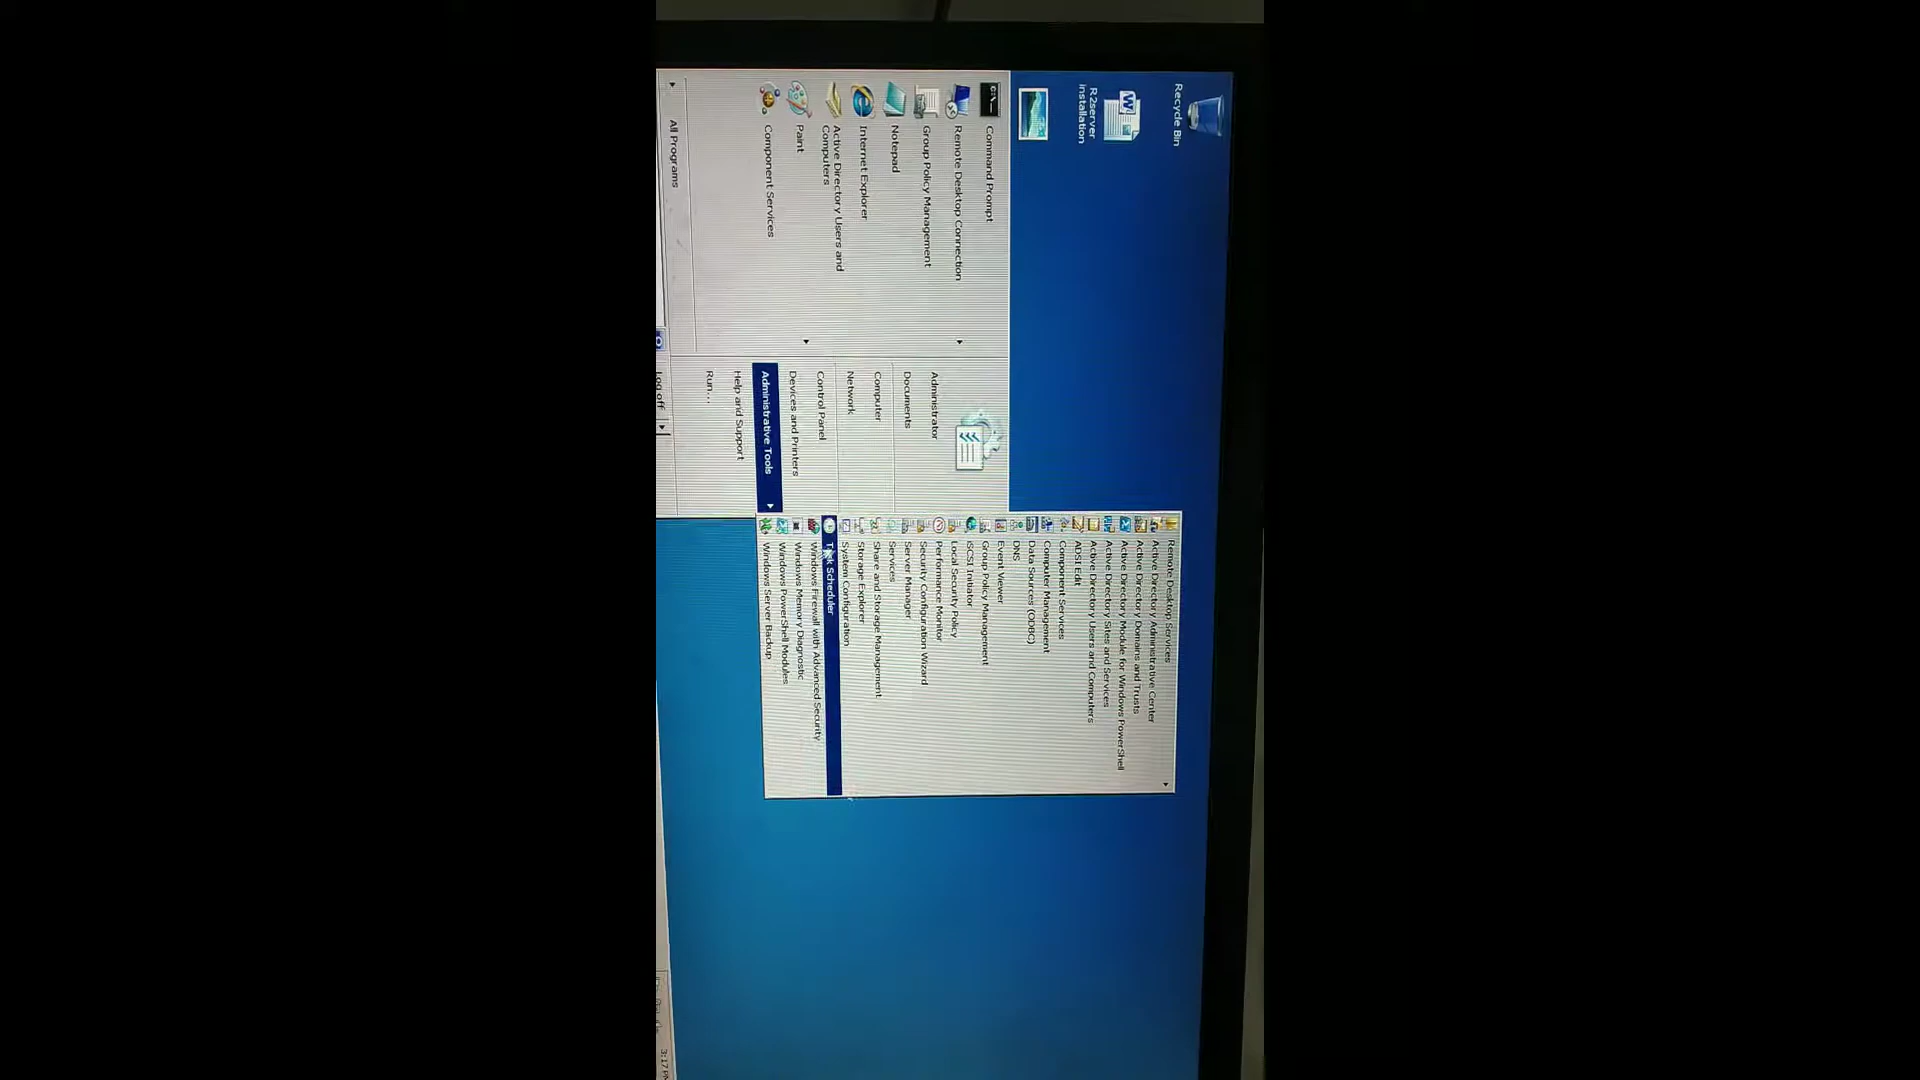 Recycle Bin
R2server
installation
Command Prompt
Remote Desktop Connection
Group Policy Management
Notepad
Internet Explorer
Active Directory Users and
Computers
Paint
Component Services
All Programs
Administrator
Documents
Computer
Network
Control Panel
Devices and Printers
Administrative Tools
Help and Support
Run...
Log off
Remote Desktop Services
Active Directory Administrative Center
Active Directory Domains and Trusts
Active Directory Module for Windows PowerShell
Active Directory Sites and Services
Active Directory Users and Computers
ADSI Edit
Component Services
Computer Management
Data Sources (ODBC)
DNS
Event Viewer
Group Policy Management
iSCSI Initiator
Local Security Policy
Performance Monitor
Security Configuration Wizard
Server Manager
Services
Share and Storage Management
Storage Explorer
System Configuration
Task Scheduler
Windows Firewall with Advanced Security
Windows Memory Diagnostic
Windows PowerShell Modules
Windows Server Backup
3:17 PM